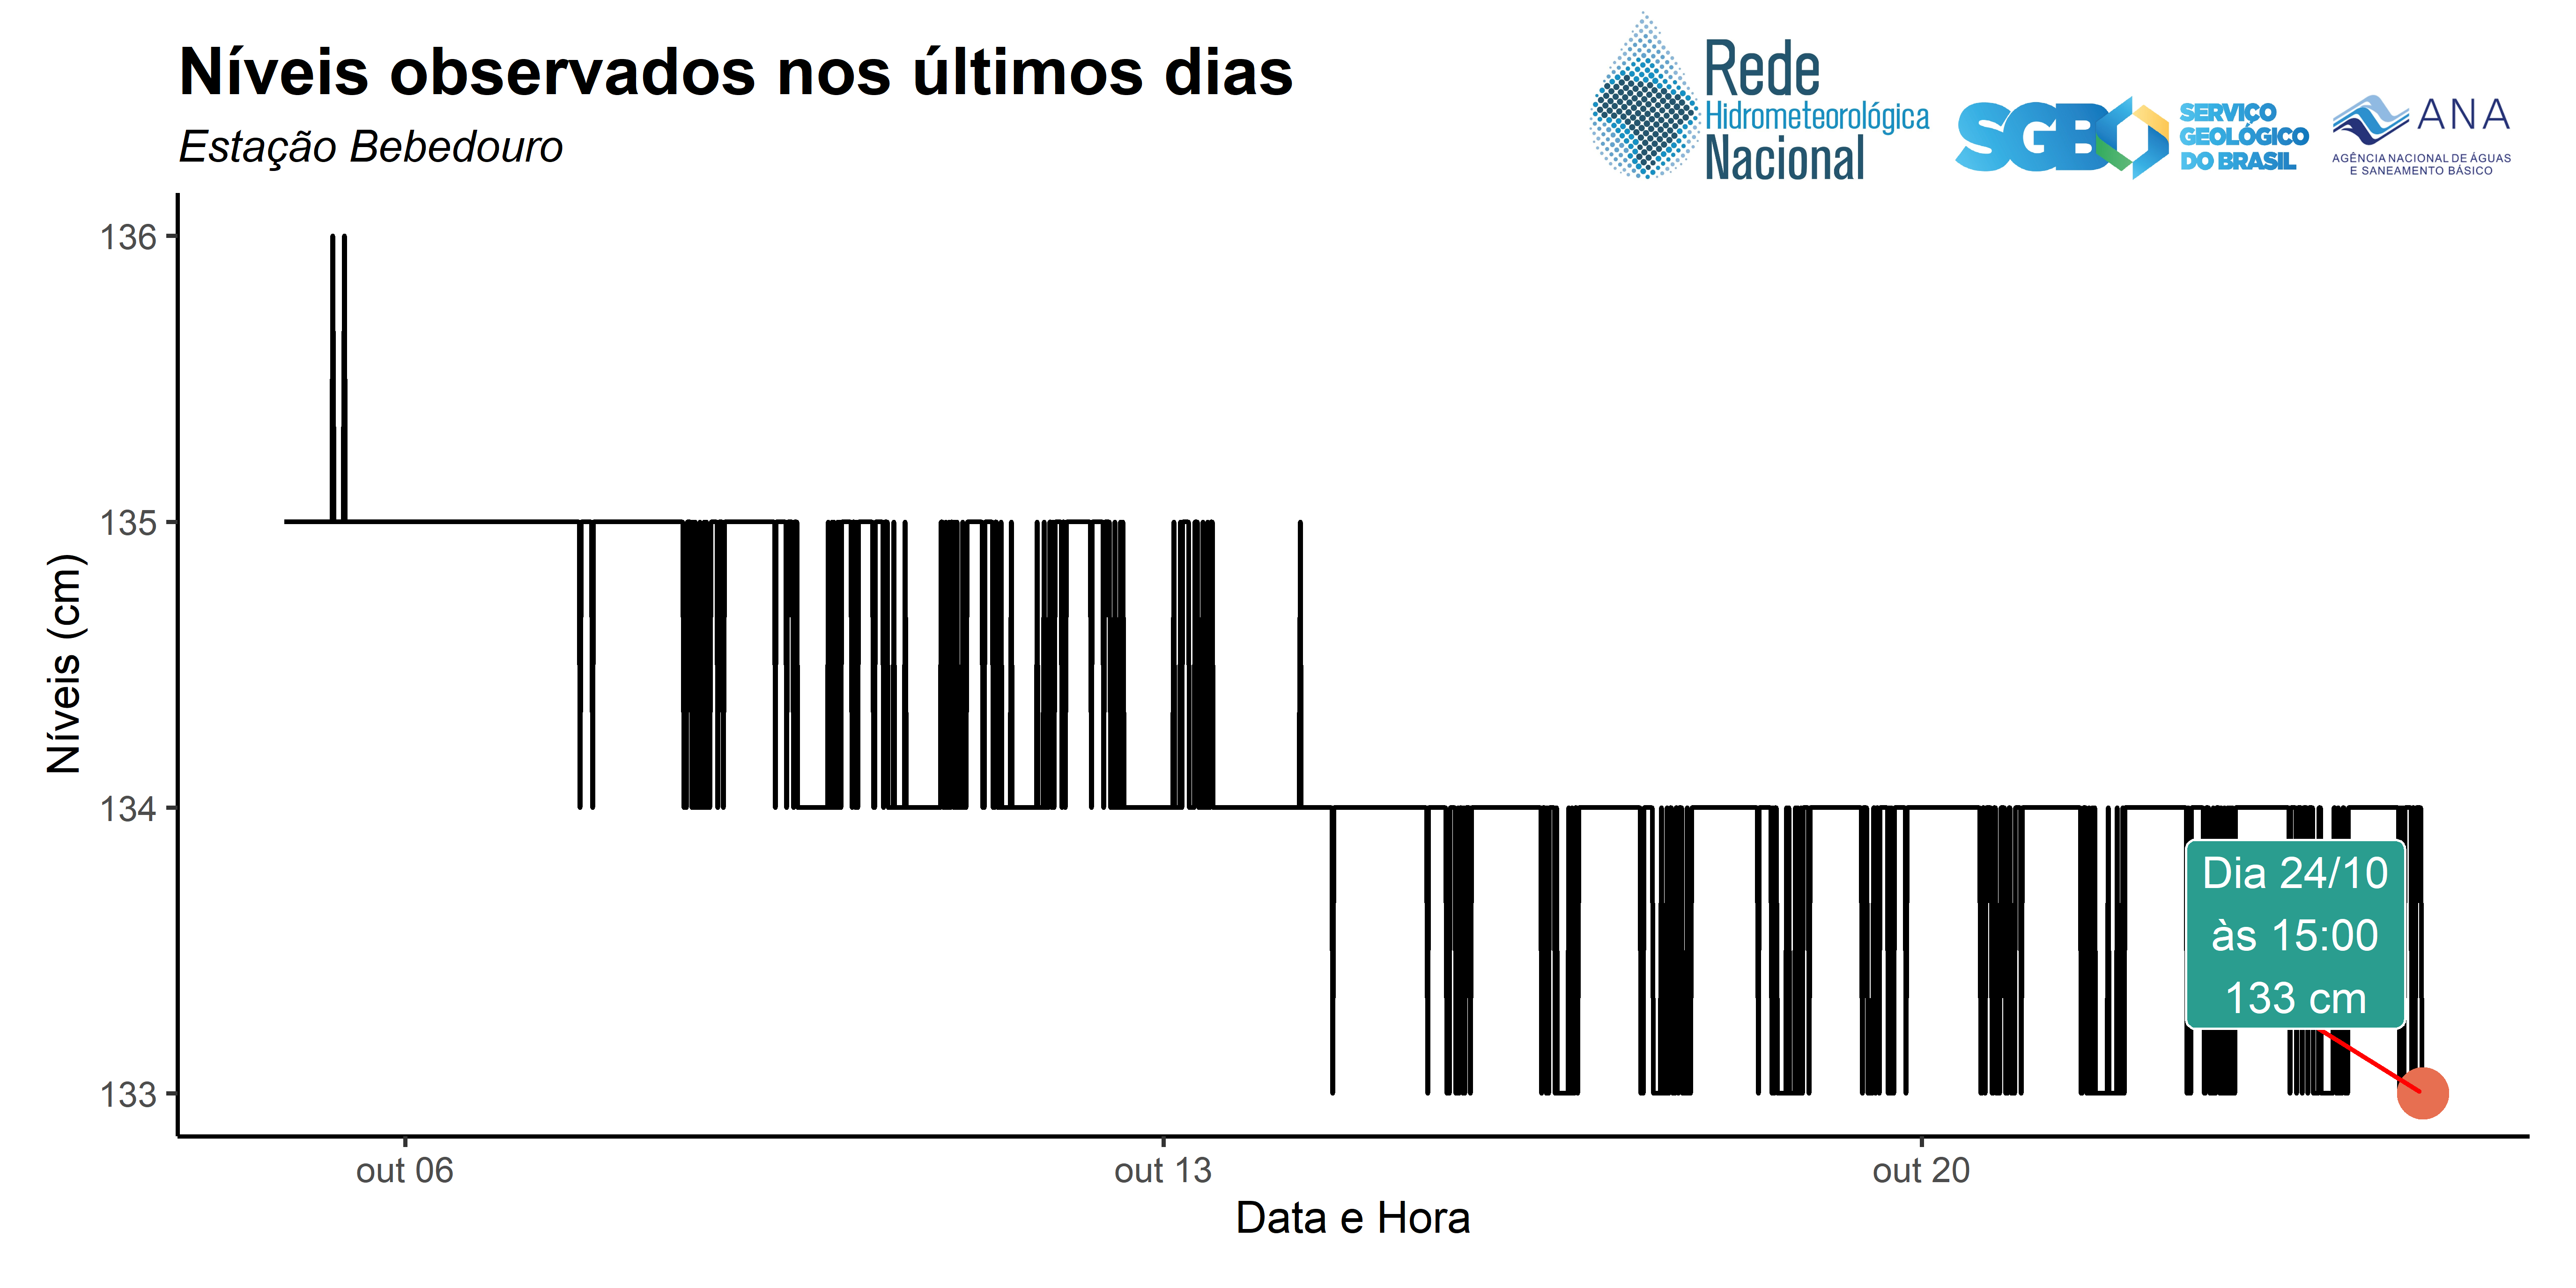 Níveis observados nos últimos dias
Estação Bebedouro
Rede
Hidrometeorológica
Nacional
SGB
SERVIÇO
GEOLÓGICO
DO BRASIL
ANA
AGÊNCIA NACIONAL DE ÁGUAS
E SANEAMENTO BÁSICO
136
135
134
133
Níveis (cm)
Dia 24/10
às 15:00
133 cm
out 06
out 13
out 20
Data e Hora